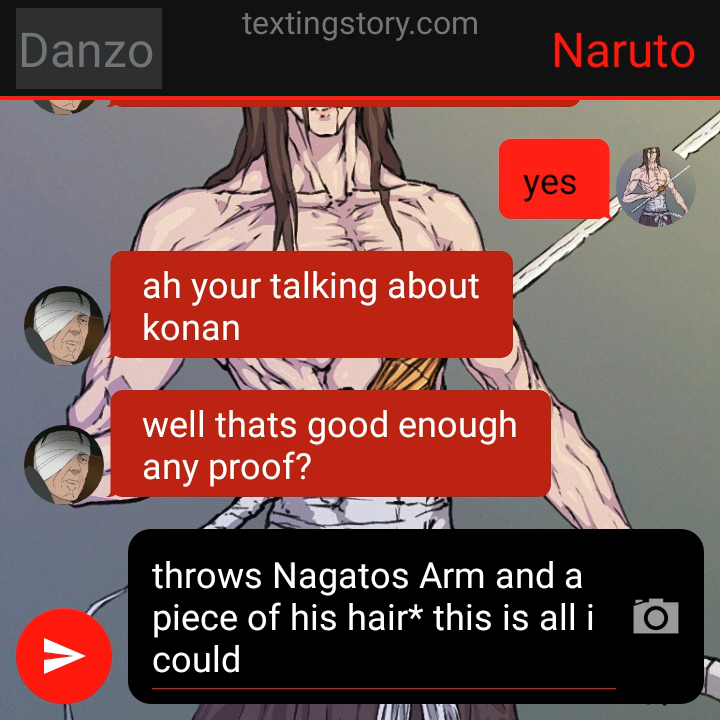 textingstory.com
Danzo
Naruto
yes
ah your talking about
konan
well thats good enough
any proof?
throws Nagatos Arm and a
piece of his hair* this is all i
could